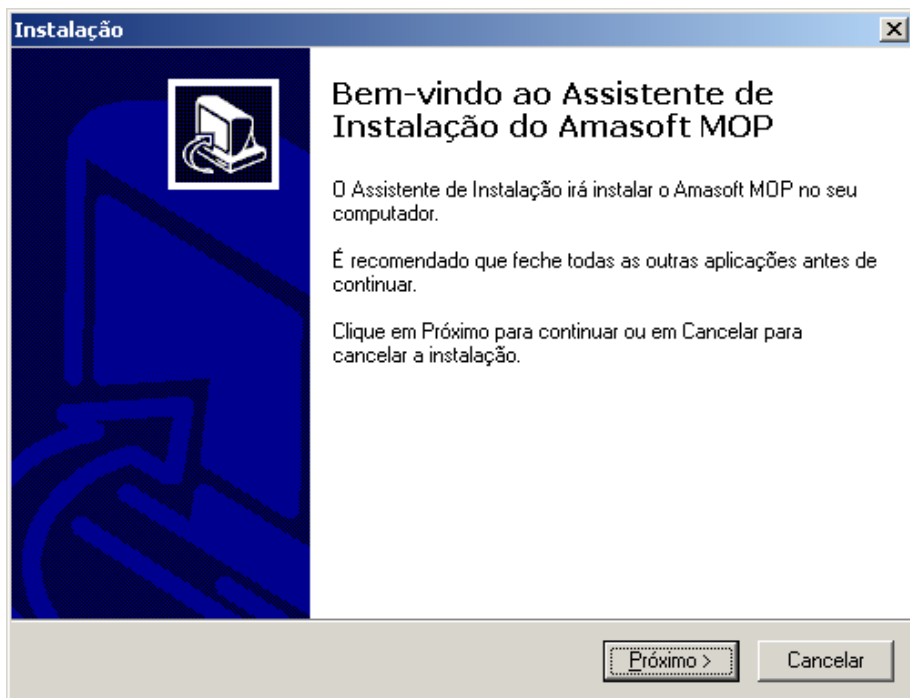 Instalação
Bem-vindo ao Assistente de
Instalação do Amasoft MOP
O Assistente de Instalação irá instalar o Amasoft MOP no seu
computador.
É recomendado que feche todas as outras aplicações antes de
continuar.
Clique em Próximo para continuar ou em Cancelar para
cancelar a instalação.
Próximo > Cancelar